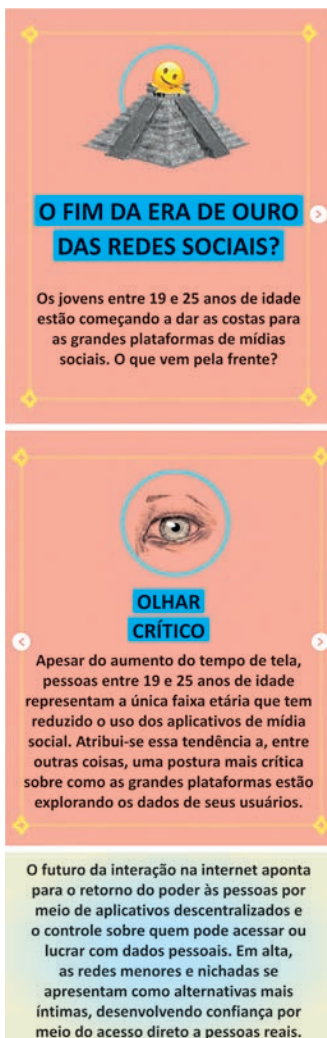 O FIM DA ERA DE OURO
DAS REDES SOCIAIS?
Os jovens entre 19 e 25 anos de idade
estão começando a dar as costas para
as grandes plataformas de mídias
sociais. O que vem pela frente?
OLHAR
CRÍTICO
Apesar do aumento do tempo de tela,
pessoas entre 19 e 25 anos de idade
representam a única faixa etária que tem
reduzido o uso dos aplicativos de mídia
social. Atribui-se essa tendência a, entre
outras coisas, uma postura mais crítica
sobre como as grandes plataformas estão
explorando os dados de seus usuários.
O futuro da interação na internet aponta
para o retorno do poder às pessoas por
meio de aplicativos descentralizados e
o controle sobre quem pode acessar ou
lucrar com dados pessoais. Em alta,
as redes menores e nichadas se
apresentam como alternativas mais
íntimas, desenvolvendo confiança por
meio do acesso direto a pessoas reais.